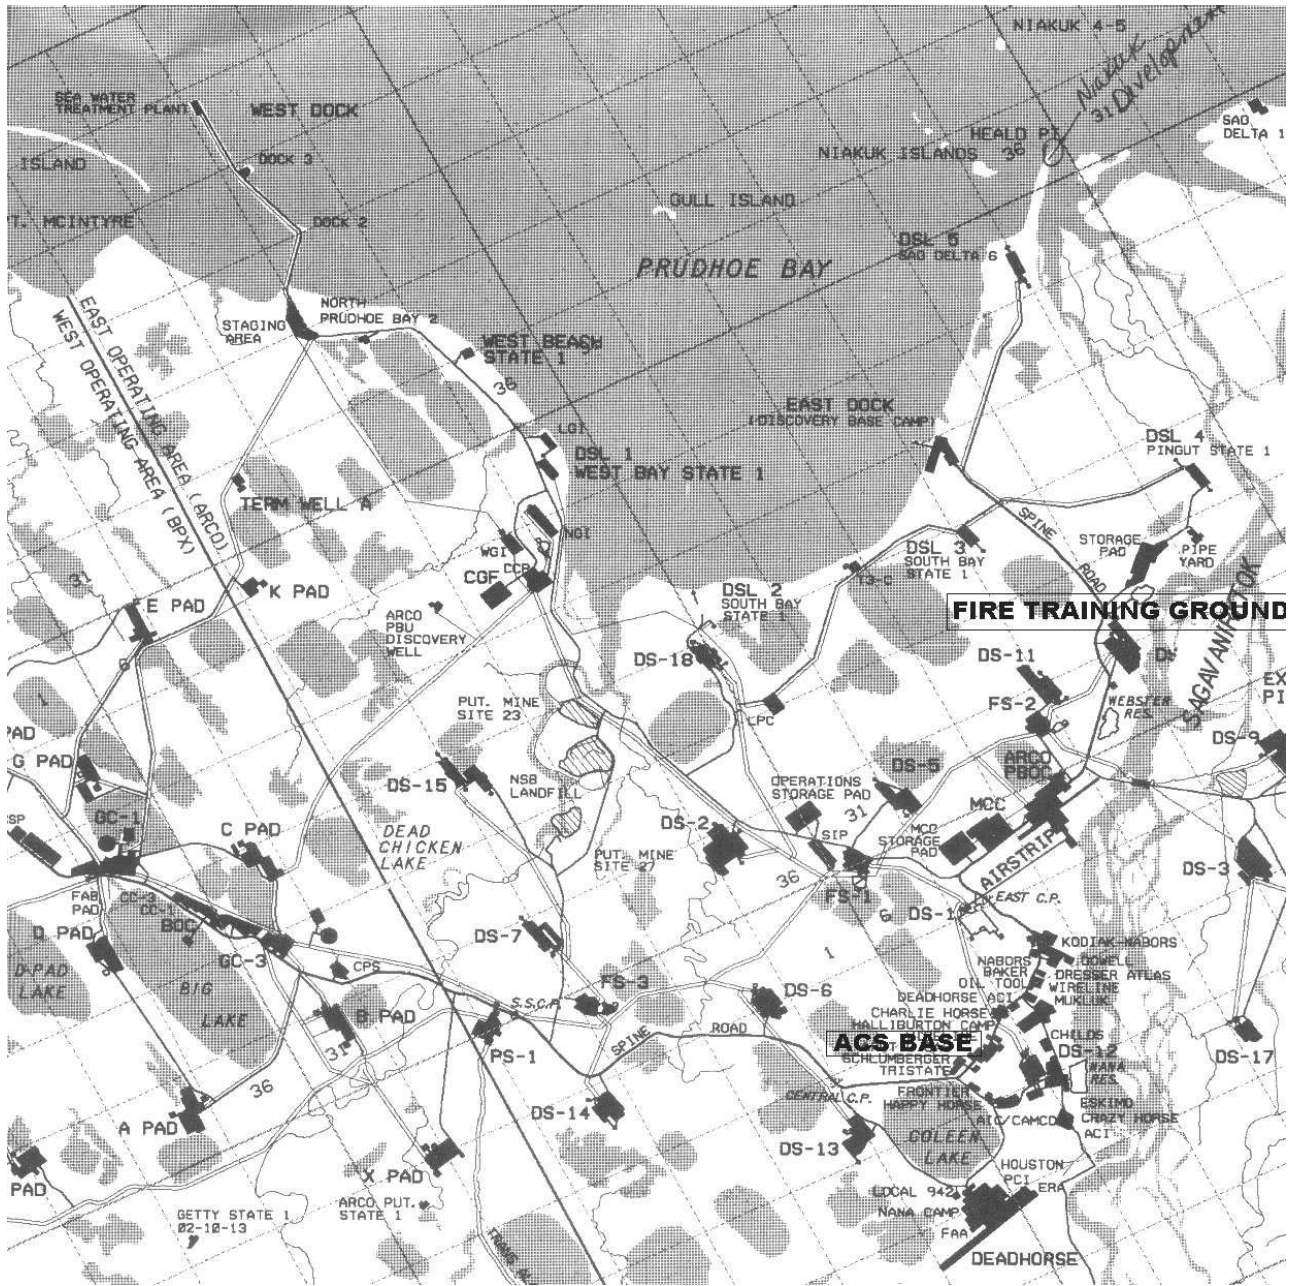 NIAKUK 4-5
Niakuk
31 Development
SEA WATER
TREATMENT PLANT
WEST DOCK
SAG
DELTA 1
HEALD PT.
NIAKUK ISLANDS
36
DOCK 3
ISLAND
GULL ISLAND
T. MCINTYRE
DOCK 2
DSL 5
SAG DELTA 6
PRUDHOE BAY
EAST OPERATING AREA (ARCO)
WEST OPERATING AREA (BPX)
NORTH
PRUDHOE BAY 2
STAGING
AREA
WEST BEACH
STATE 1
36
EAST DOCK
(DISCOVERY BASE CAMP)
LGI
DSL 1
WEST BAY STATE 1
DSL 4
PINGUT STATE 1
TERM WELL A
SPINE
ROAD
NGI
WGI
CCP
CGF
DSL 3
SOUTH BAY
STATE 1
STORAGE
PAD
PIPE
YARD
T3-C
31
E PAD
K PAD
ARCO
PBU
DISCOVERY
WELL
DSL 2
SOUTH BAY
STATE 1
FIRE TRAINING GROUND
SAGAVANIRKTOK
DS-18
DS-11
FS-2
WEBSTER
RES.
1
PUT. MINE
SITE 23
LPC
EX
PI
PAD
G PAD
DS-9
ARCO
PBOC
DS-15
NSB
LANDFILL
OPERATIONS
STORAGE PAD
DS-5
31
MCC
GC-1
C PAD
DEAD
CHICKEN
LAKE
DS-2
SIP
MCC
STORAGE
PAD
AIRSTRIP
SP
PUT. MINE
SITE 27
36
FS-1
DS-3
FAB
PAD
CC-2
CC-1
BOC
DS-1
EAST C.P.
D PAD
GC-3
DS-7
1
KODIAK-NABORS
DOWELL
DRESSER ATLAS
WIRELINE
MUKLUK
NABORS
BAKER
OIL TOOL
D-PAD
LAKE
BIG
LAKE
CPS
S.S.C.P.
FS-3
DS-6
DEADHORSE ACI
CHARLIE HORSE
HALLIBURTON CAMP
B PAD
31
PS-1
SPINE
ROAD
ACS BASE
SCHLUMBERGER
TRISTATE
CHILDS
DS-12
NANA
RES.
DS-17
36
A PAD
DS-14
CENTRAL C.P.
FRONTIER
HAPPY HORSE
AIC/CAMCO
ESKIMO
CRAZY HORSE
ACI
DS-13
COLEEN
LAKE
PAD
X PAD
HOUSTON
PCI
ERA
GETTY STATE 1
02-10-13
ARCO PUT.
STATE 1
LOCAL 942
NANA CAMP
FAA
DEADHORSE